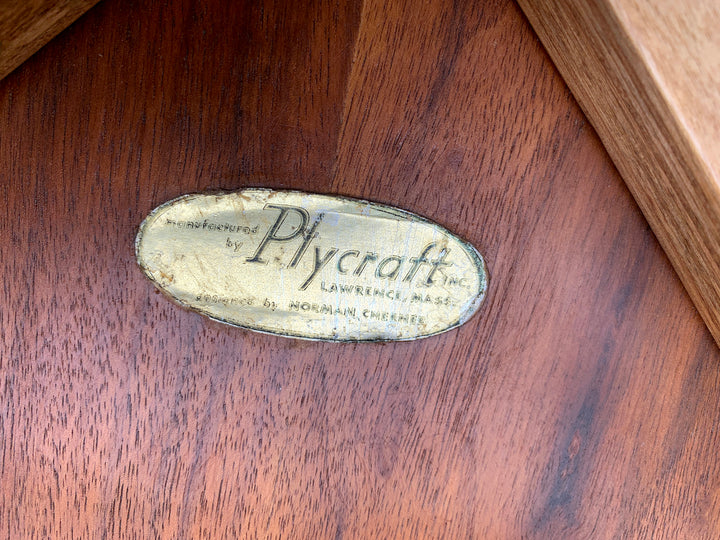 manufactured
by Plycraft INC.
LAWRENCE, MASS.
designed by NORMAN CHERNER